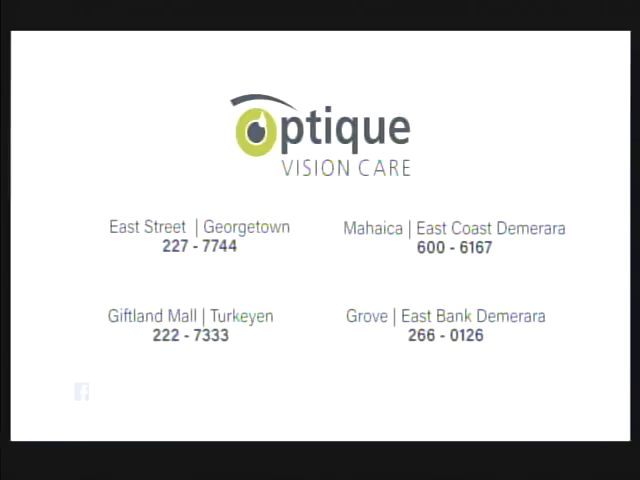 Optique
VISION CARE
East Street | Georgetown
227 - 7744
Mahaica | East Coast Demerara
600 - 6167
Giftland Mall | Turkeyen
222 - 7333
Grove | East Bank Demerara
266 - 0126